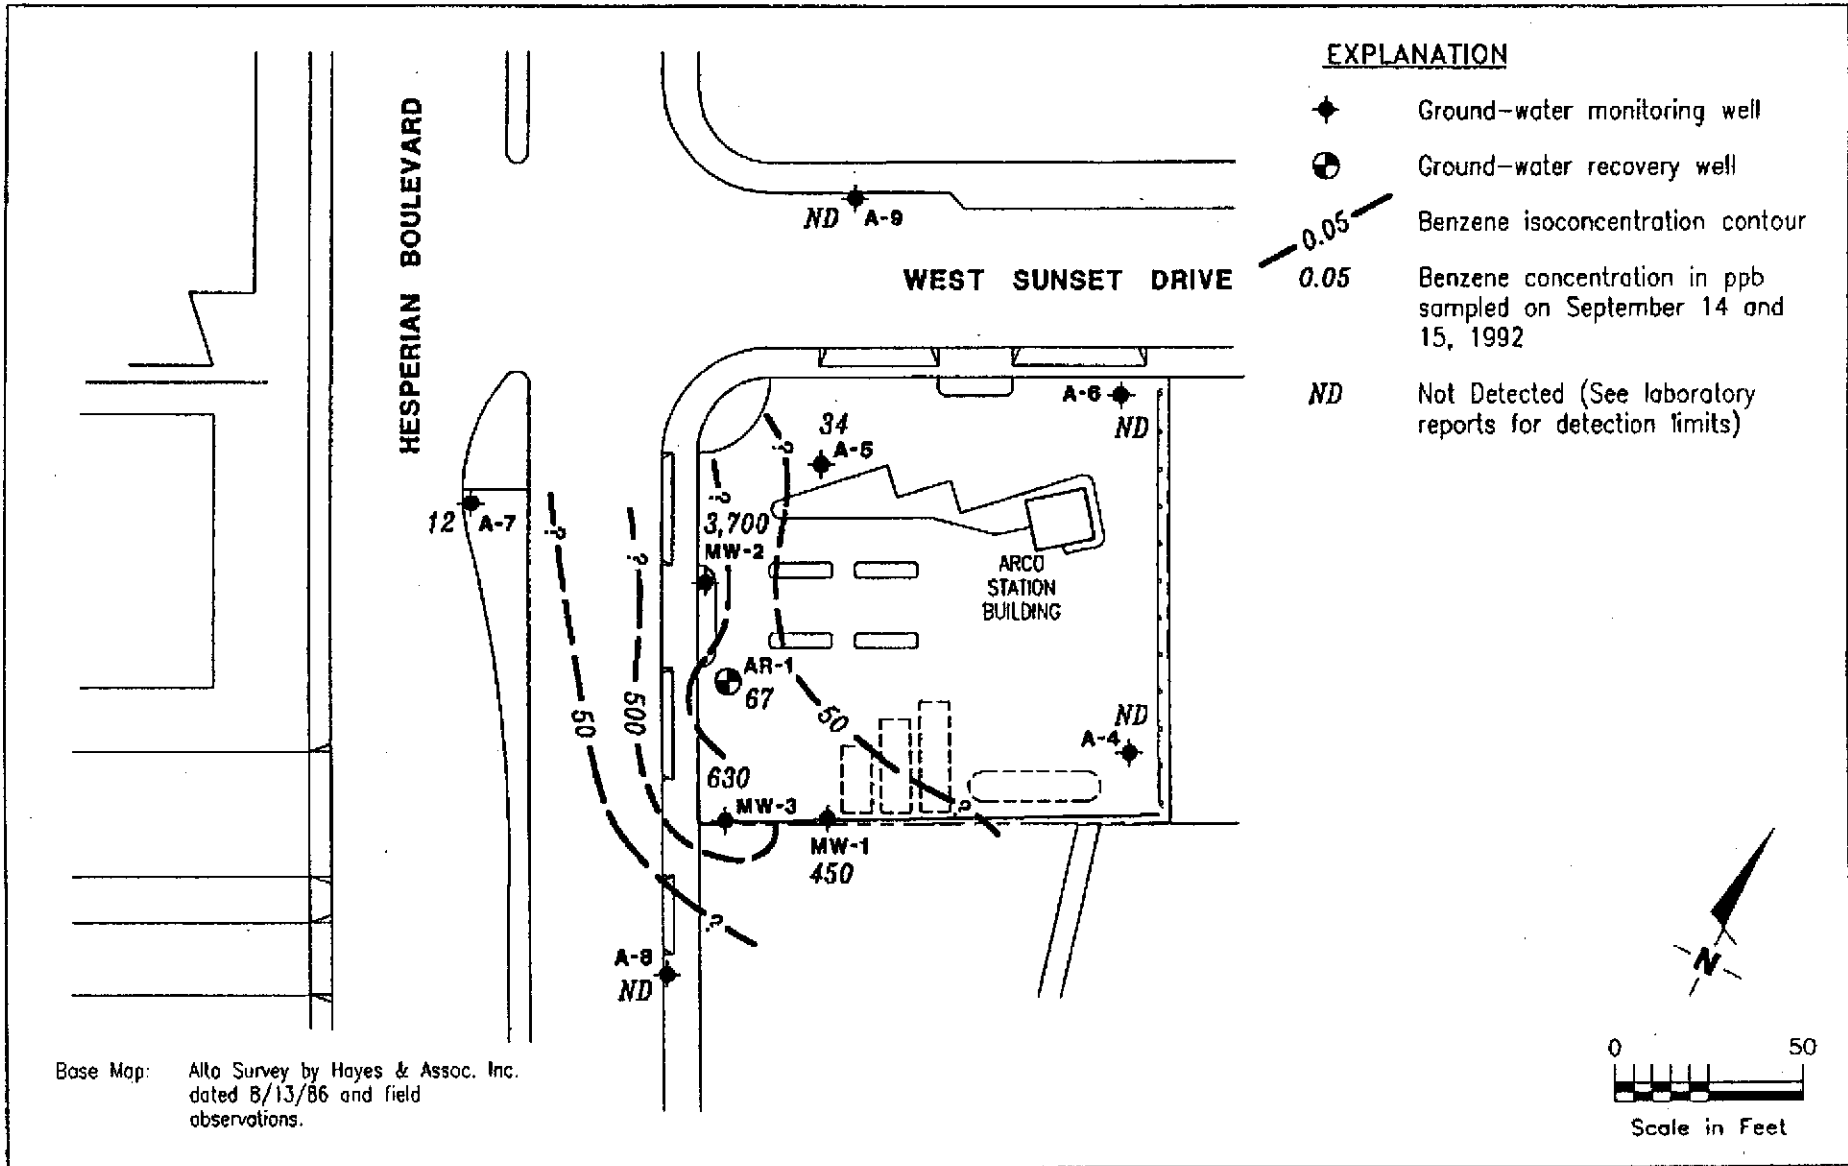 EXPLANATION
Ground-water monitoring well
Ground-water recovery well
0.05
Benzene isoconcentration contour
0.05
Benzene concentration in ppb
sampled on September 14 and
15, 1992
ND
Not Detected (See laboratory
reports for detection limits)
HESPERIAN BOULEVARD
ND A-9
WEST SUNSET DRIVE
A-6
ND
34
A-5
?
?
3,700
MW-2
12 A-7
?
?
ARCO
STATION
BUILDING
AR-1
67
50
500
50
ND
A-4
630
MW-3
?
MW-1
450
?
A-8
ND
N
Base Map: Alta Survey by Hayes & Assoc. Inc.
dated 8/13/86 and field
observations.
0 50
Scale in Feet